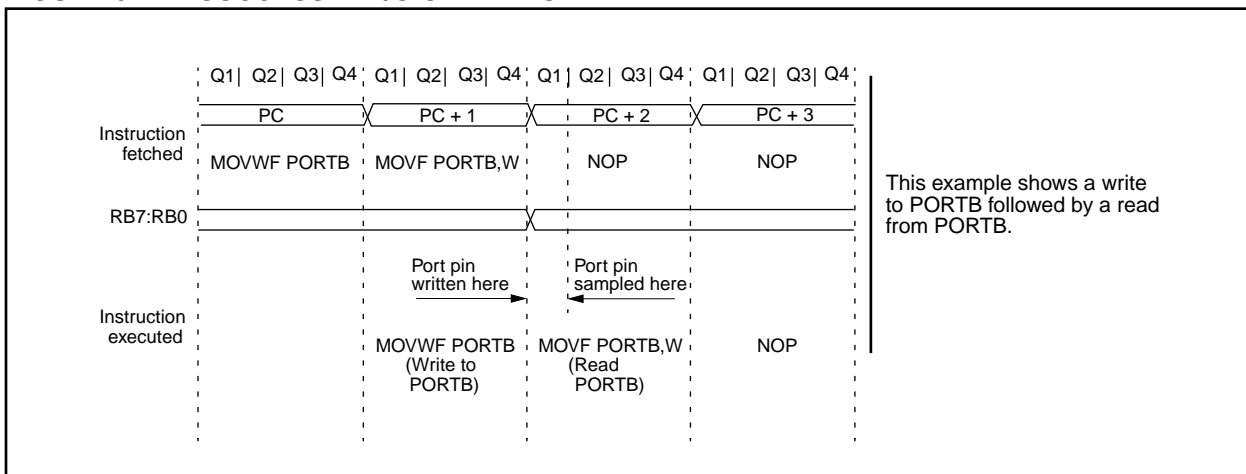 Q1| Q2| Q3| Q4 Q1| Q2| Q3| Q4 Q1| Q2| Q3| Q4 Q1| Q2| Q3| Q4
PC PC + 1 PC + 2 PC + 3
Instruction
fetched
MOVWF PORTB MOVF PORTB,W NOP NOP
This example shows a write
to PORTB followed by a read
from PORTB.
RB7:RB0
Port pin
written here
Port pin
sampled here
Instruction
executed
MOVWF PORTB
(Write to
PORTB)
MOVF PORTB,W
(Read
PORTB)
NOP